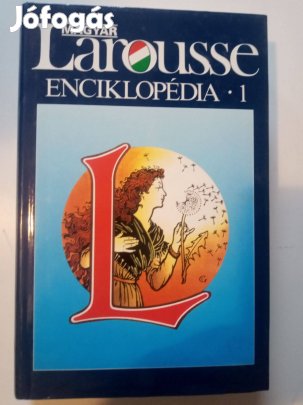 Jófogás
MAGYAR
Larousse
ENCIKLOPÉDIA · 1
L